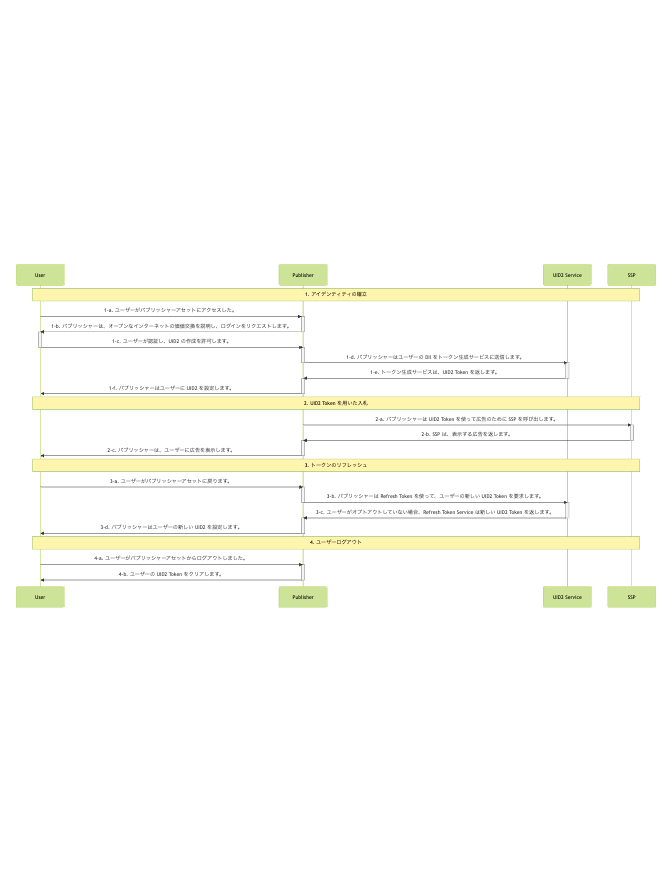 User
Publisher
UID2 Service
SSP
1. アイデンティティの確立
1-a. ユーザーがパブリッシャーアセットにアクセスした。
1-b. パブリッシャーは、オープンなインターネットの価値交換を説明し、ログインをリクエストします。
1-c. ユーザーが認証し、UID2 の作成を許可します。
1-d. パブリッシャーはユーザーの DII をトークン生成サービスに送信します。
1-e. トークン生成サービスは、UID2 Token を返します。
1-f. パブリッシャーはユーザーに UID2 を設定します。
2. UID2 Token を用いた入札
2-a. パブリッシャーは UID2 Token を使って広告のために SSP を呼び出します。
2-b. SSP は、表示する広告を返します。
2-c. パブリッシャーは、ユーザーに広告を表示します。
3. トークンのリフレッシュ
3-a. ユーザーがパブリッシャーアセットに戻ります。
3-b. パブリッシャーは Refresh Token を使って、ユーザーの新しい UID2 Token を要求します。
3-c. ユーザーがオプトアウトしていない場合、Refresh Token Service は新しい UID2 Token を返します。
3-d. パブリッシャーはユーザーの新しい UID2 を設定します。
4. ユーザーログアウト
4-a. ユーザーがパブリッシャーアセットからログアウトしました。
4-b. ユーザーの UID2 Token をクリアします。
User
Publisher
UID2 Service
SSP